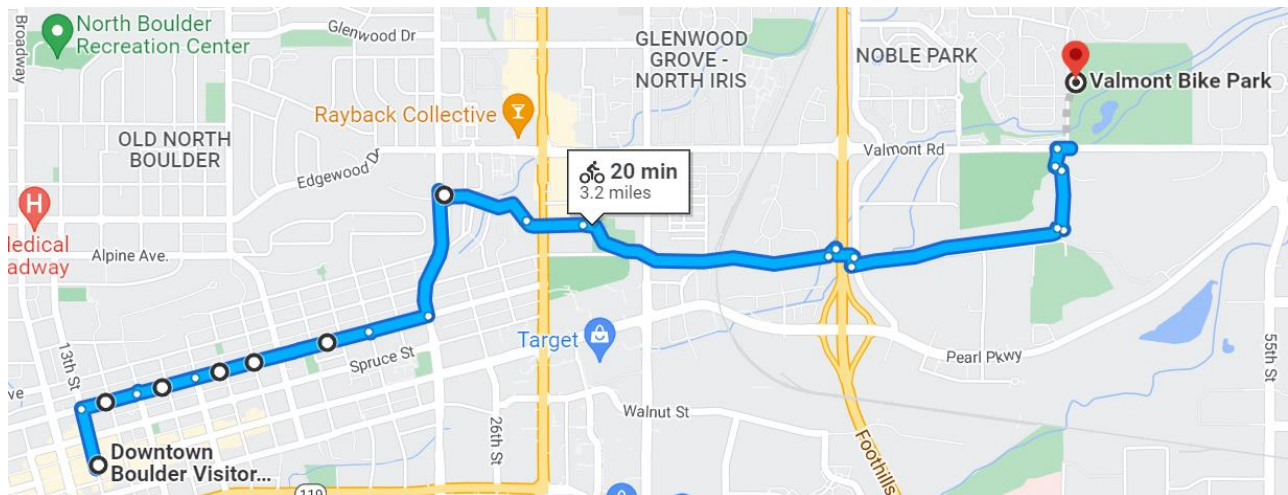 Broadway
North Boulder
Recreation Center
Glenwood Dr
GLENWOOD
GROVE -
NORTH IRIS
NOBLE PARK
Valmont Bike Park
Rayback Collective
OLD NORTH
BOULDER
Edgewood Dr
Valmont Rd
20 min
3.2 miles
H
Medical
adway
Alpine Ave.
13th St
Spruce St
Target
Pearl Pkwy
55th St
ve
Walnut St
26th St
Foothills
Downtown
Boulder Visitor...
119